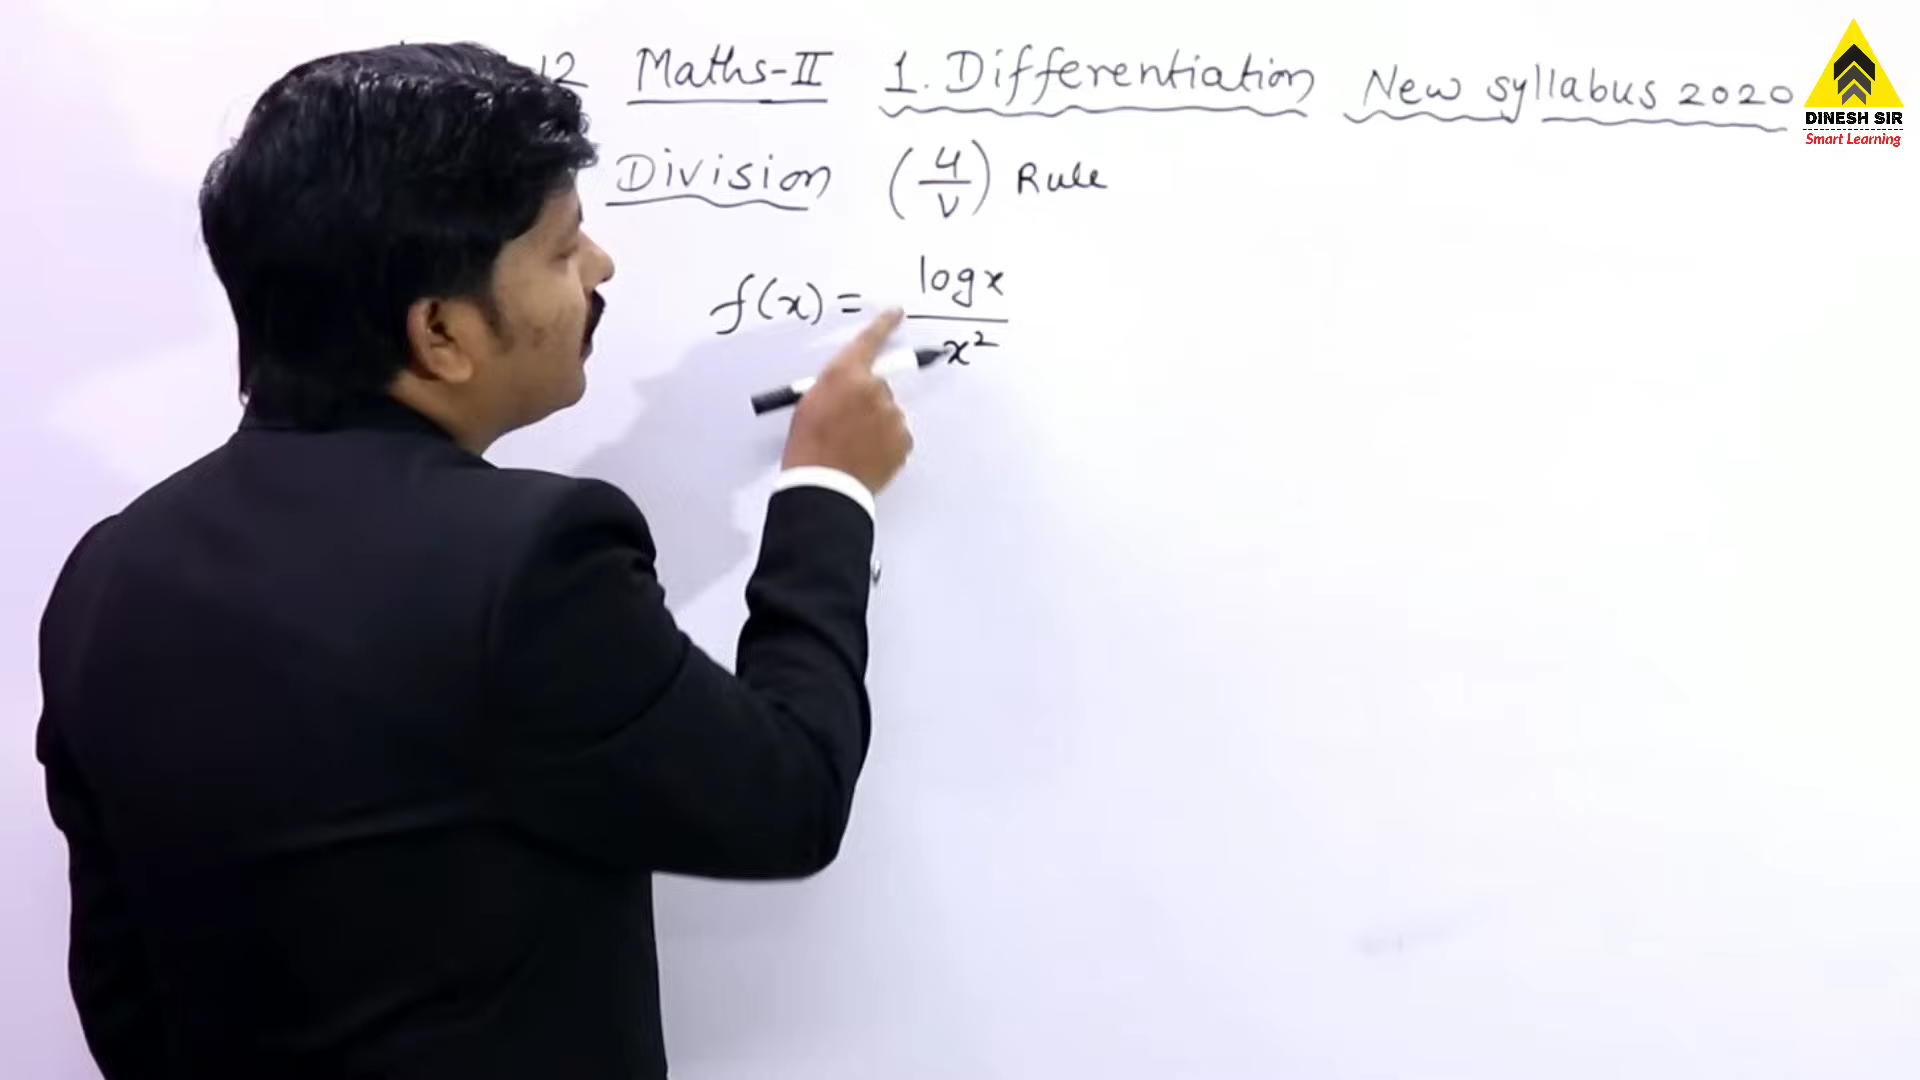 12 Maths-II 1. Differentiation New syllabus 2020
DINESH SIR
Smart Learning
Division (u/v) Rule
f(x) = log x / x²